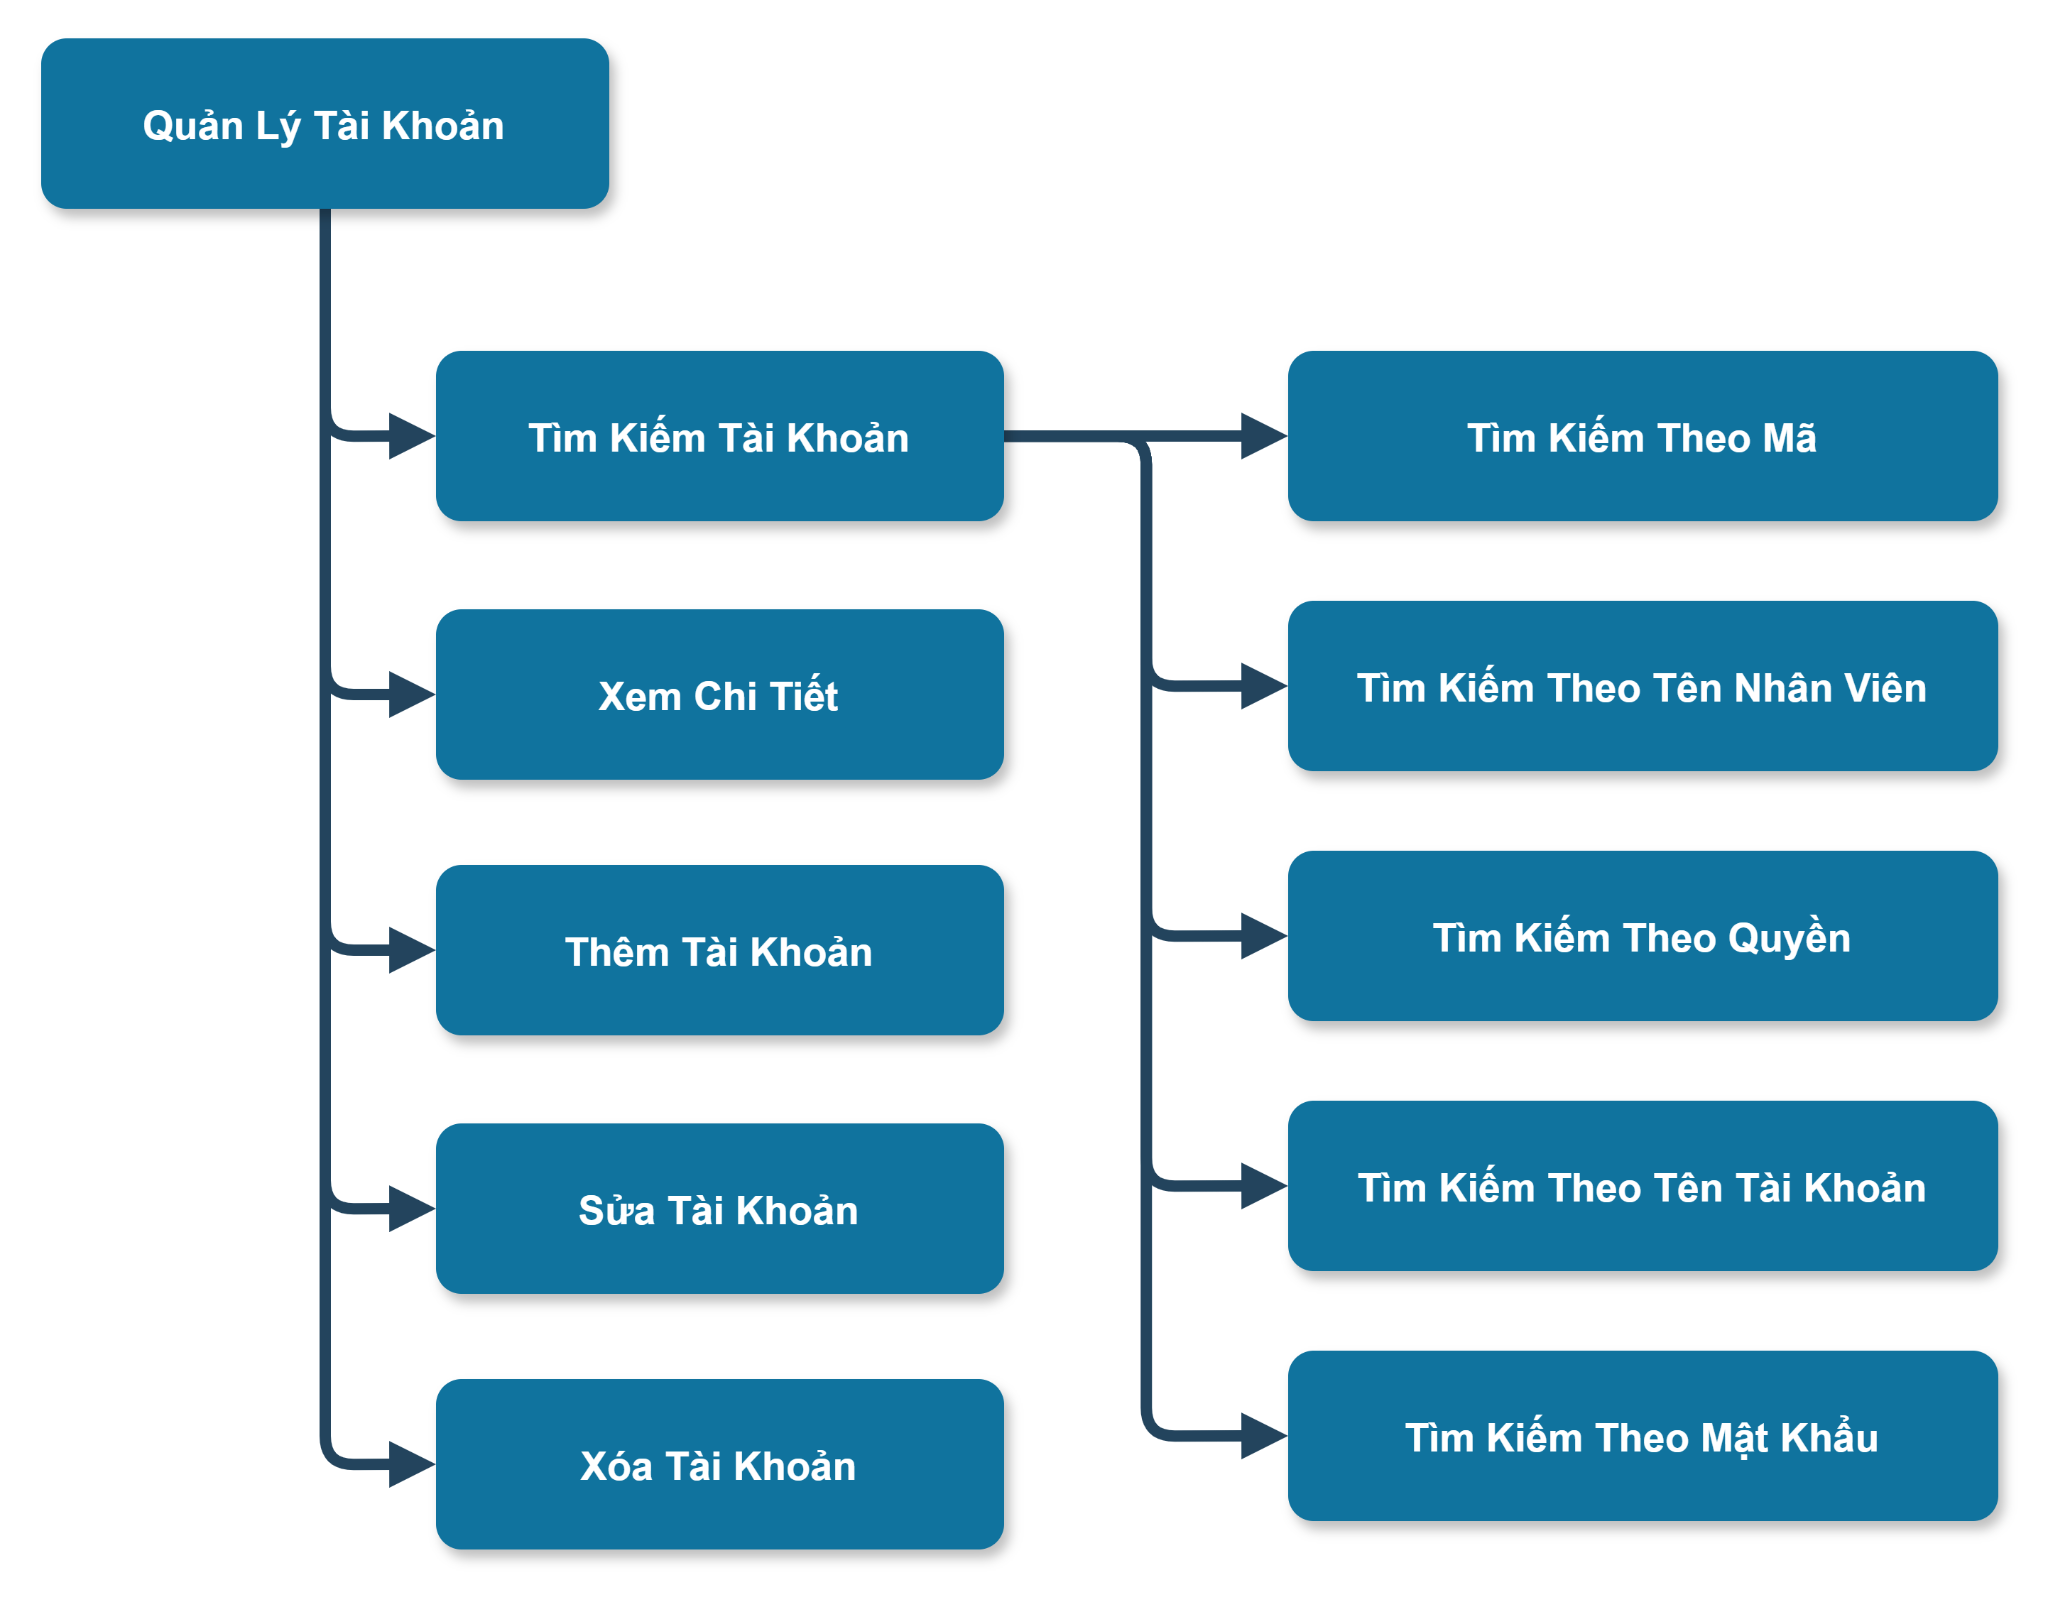 Quản Lý Tài Khoản
Tìm Kiếm Tài Khoản
Xem Chi Tiết
Thêm Tài Khoản
Sửa Tài Khoản
Xóa Tài Khoản
Tìm Kiếm Theo Mã
Tìm Kiếm Theo Tên Nhân Viên
Tìm Kiếm Theo Quyền
Tìm Kiếm Theo Tên Tài Khoản
Tìm Kiếm Theo Mật Khẩu